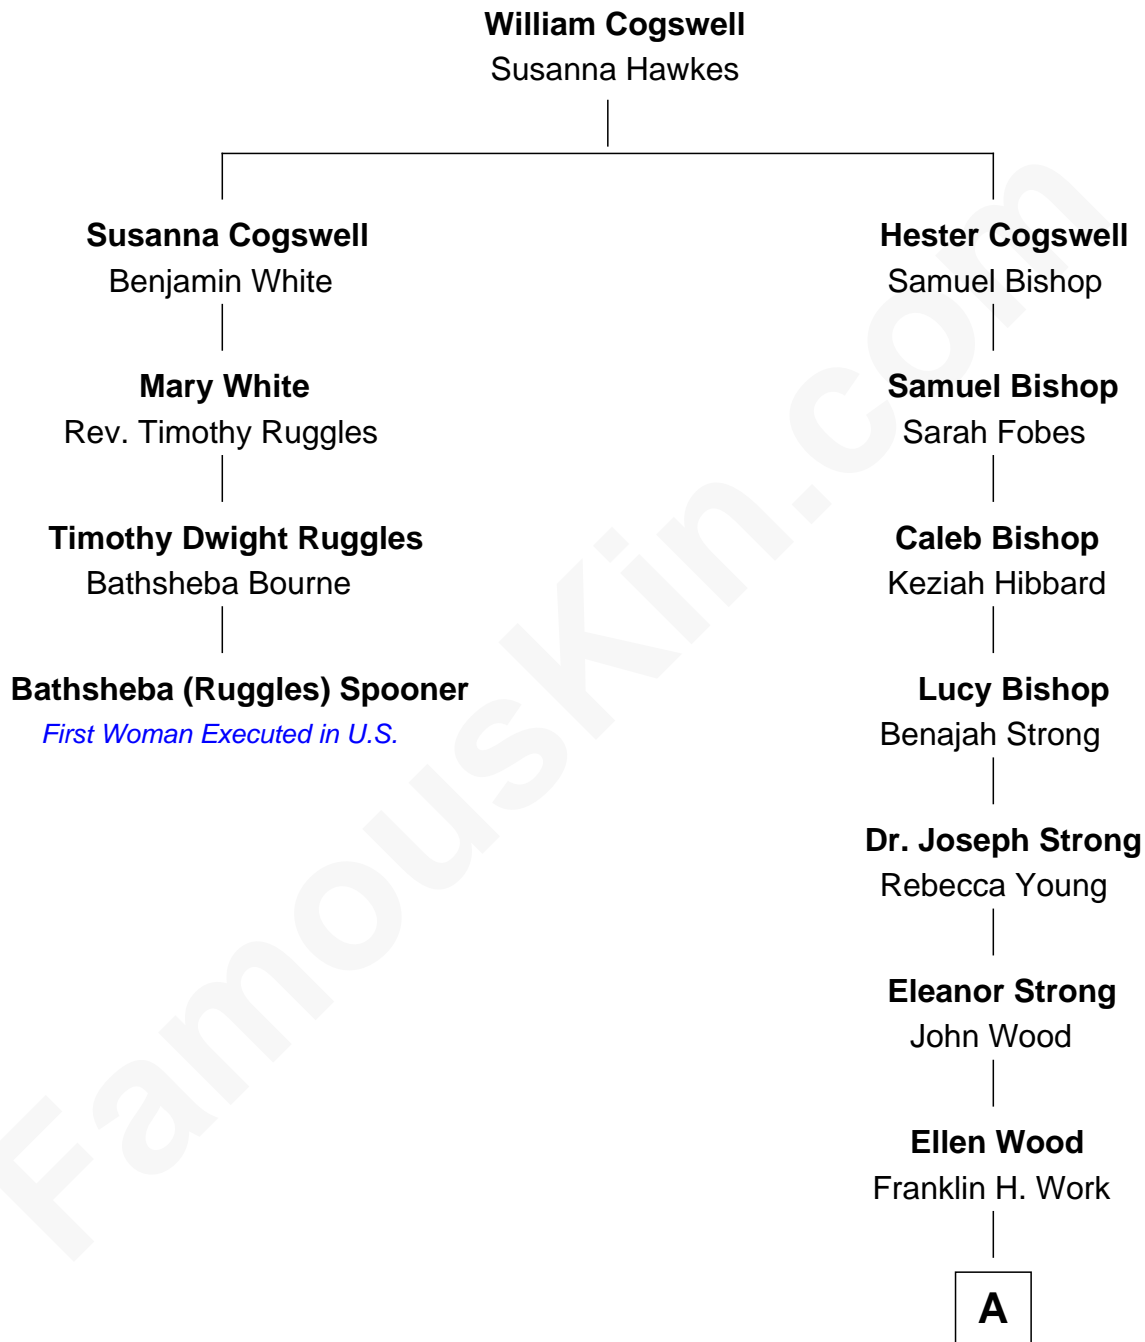 William Cogswell
Susanna Hawkes
Susanna Cogswell
Benjamin White
Mary White
Rev. Timothy Ruggles
Timothy Dwight Ruggles
Bathsheba Bourne
Bathsheba (Ruggles) Spooner
First Woman Executed in U.S.
Hester Cogswell
Samuel Bishop
Samuel Bishop
Sarah Fobes
Caleb Bishop
Keziah Hibbard
Lucy Bishop
Benajah Strong
Dr. Joseph Strong
Rebecca Young
Eleanor Strong
John Wood
Ellen Wood
Franklin H. Work
A
FamousKin.com